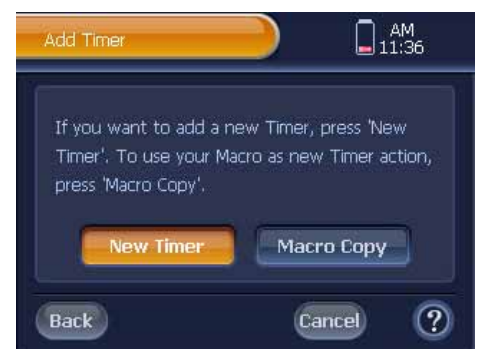 Add Timer
AM
11:36
If you want to add a new Timer, press 'New
Timer'. To use your Macro as new Timer action,
press 'Macro Copy'.
New Timer Macro Copy
Back Cancel ?